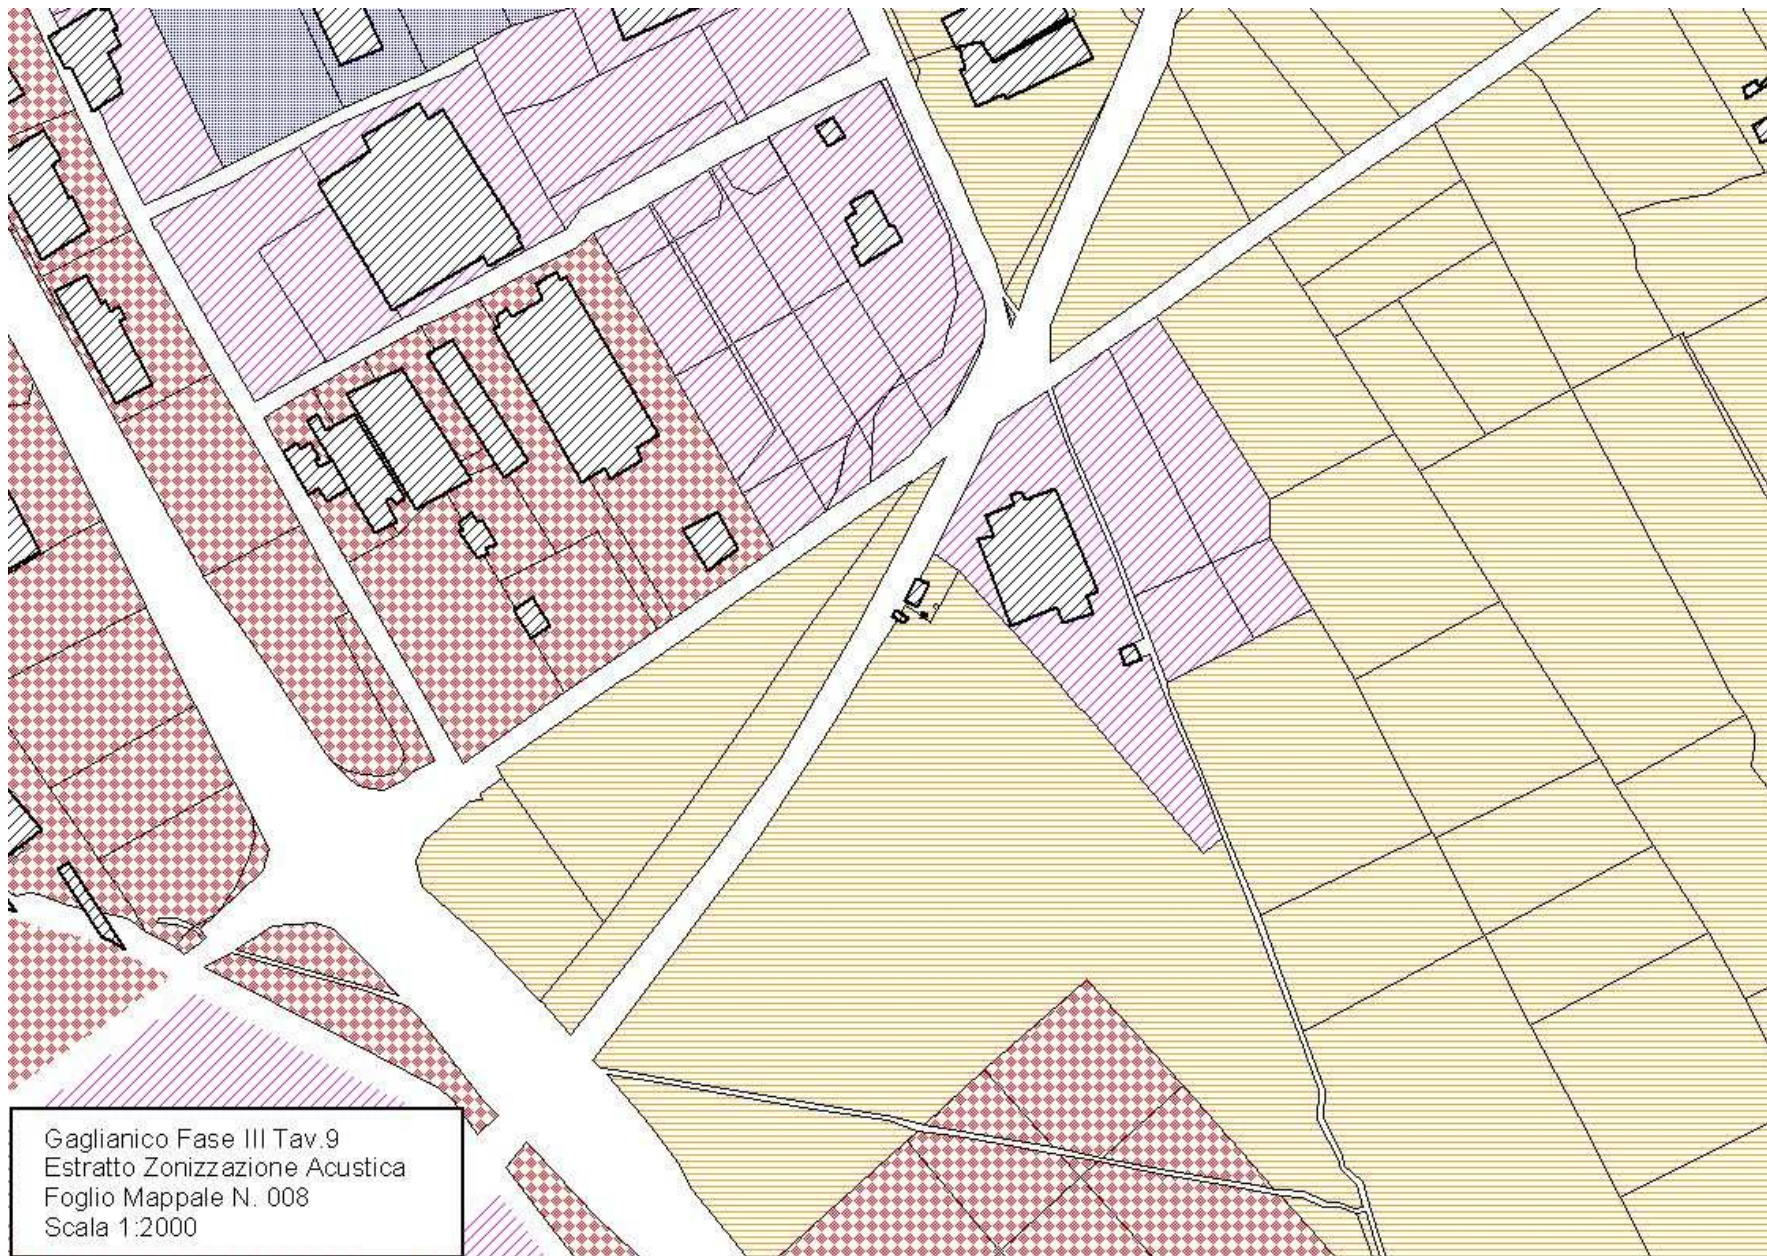 Gaglianico Fase III Tav.9
Estratto Zonizzazione Acustica
Foglio Mappale N. 008
Scala 1:2000